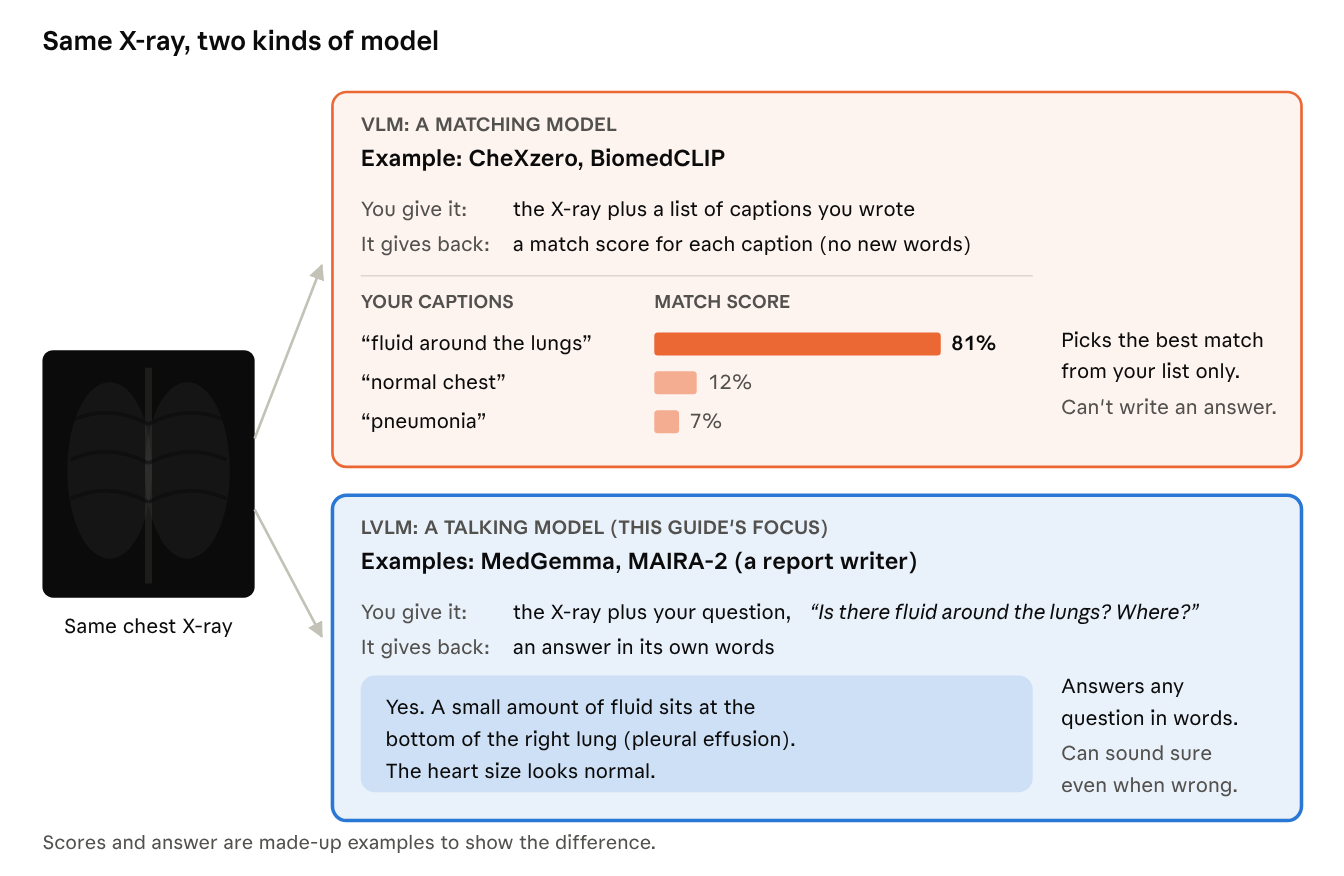 Same X-ray, two kinds of model
VLM: A MATCHING MODEL
Example: CheXzero, BiomedCLIP
You give it: the X-ray plus a list of captions you wrote
It gives back: a match score for each caption (no new words)
YOUR CAPTIONS MATCH SCORE
“fluid around the lungs” 81%
“normal chest” 12%
“pneumonia” 7%
Picks the best match
from your list only.
Can't write an answer.
Same chest X-ray
LVLM: A TALKING MODEL (THIS GUIDE'S FOCUS)
Examples: MedGemma, MAIRA-2 (a report writer)
You give it: the X-ray plus your question, “Is there fluid around the lungs? Where?”
It gives back: an answer in its own words
Yes. A small amount of fluid sits at the
bottom of the right lung (pleural effusion).
The heart size looks normal.
Answers any
question in words.
Can sound sure
even when wrong.
Scores and answer are made-up examples to show the difference.